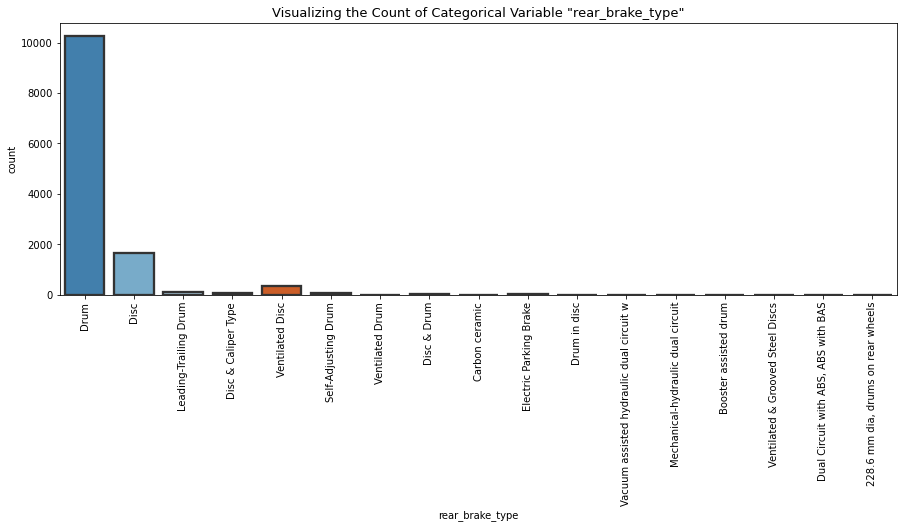 Visualizing the Count of Categorical Variable "rear_brake_type"
count
10000
8000
6000
4000
2000
0
Drum
Disc
Leading-Trailing Drum
Disc & Caliper Type
Ventilated Disc
Self-Adjusting Drum
Ventilated Drum
Disc & Drum
Carbon ceramic
Electric Parking Brake
Drum in disc
Vacuum assisted hydraulic dual circuit w
Mechanical-hydraulic dual circuit
Booster assisted drum
Ventilated & Grooved Steel Discs
Dual Circuit with ABS, ABS with BAS
228.6 mm dia, drums on rear wheels
rear_brake_type